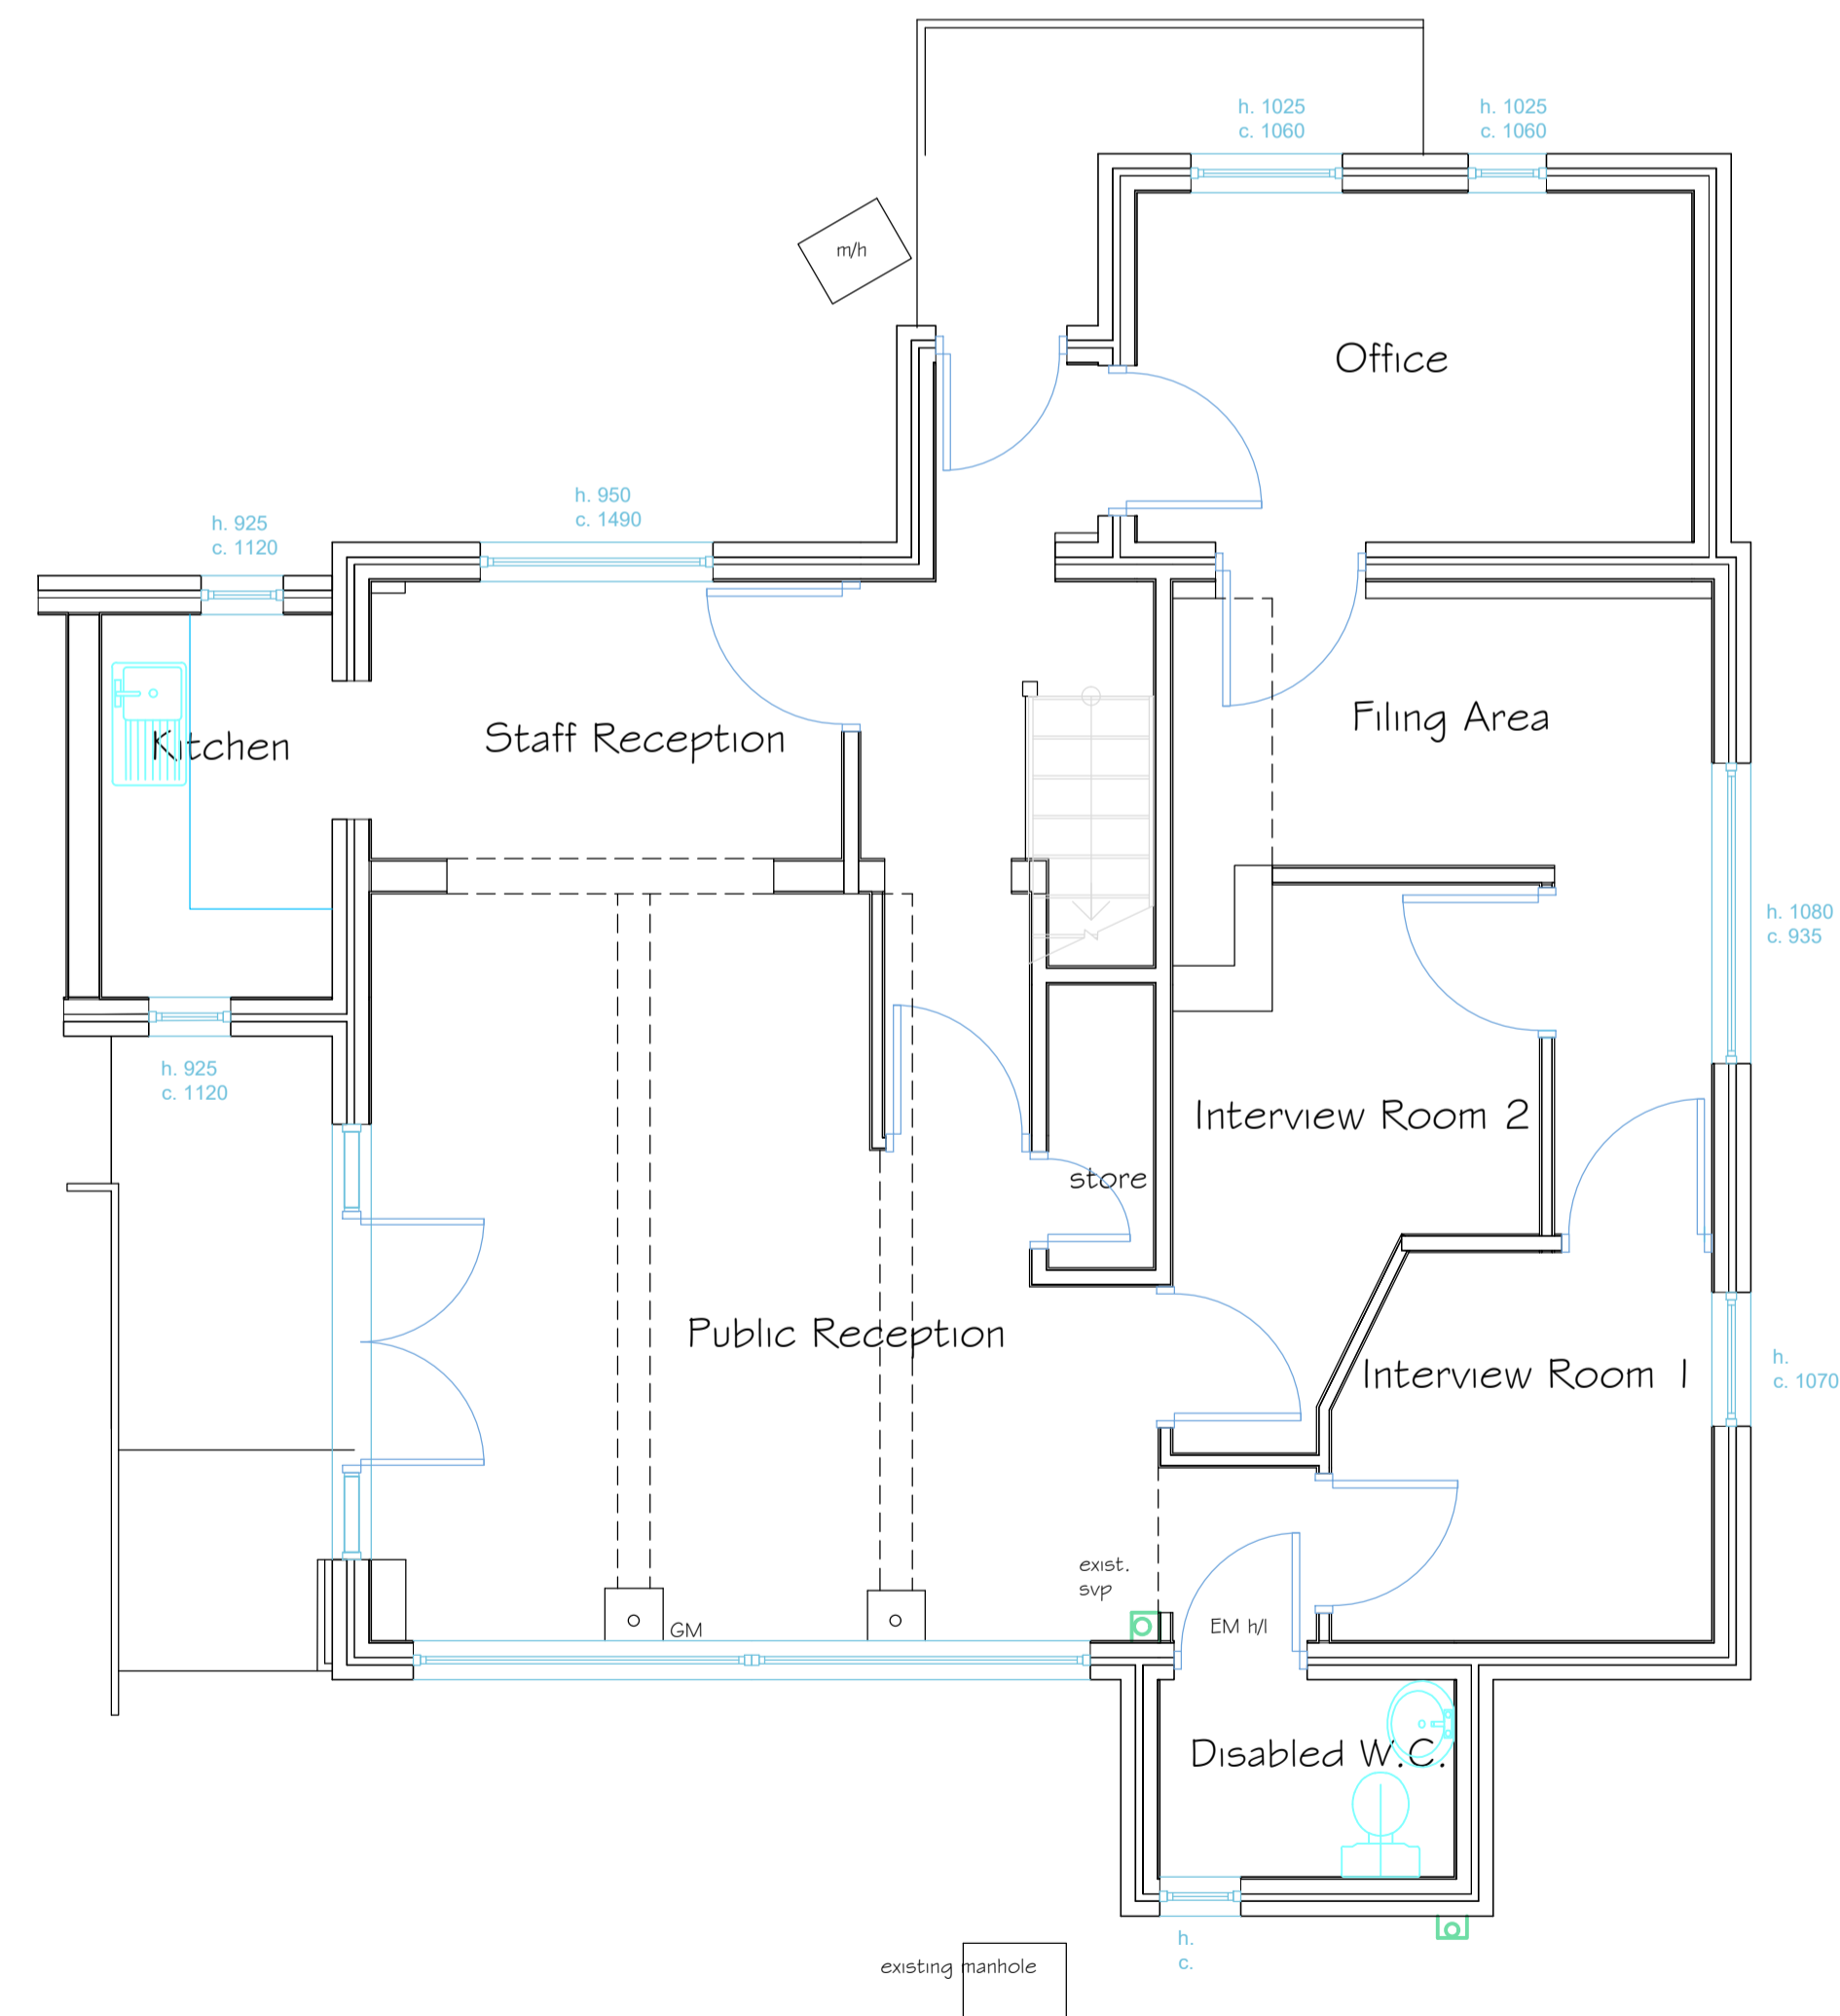 h. 1025
c. 1060
h. 1025
c. 1060
m/h
Office
h. 950
c. 1490
h. 925
c. 1120
Filing Area
Staff Reception
Kitchen
h. 1080
c. 935
h. 925
c. 1120
Interview Room 2
store
Public Reception
h.
c. 1070
Interview Room 1
exist.
svp
GM
EM h/l
Disabled W.C.
h.
c.
existing manhole